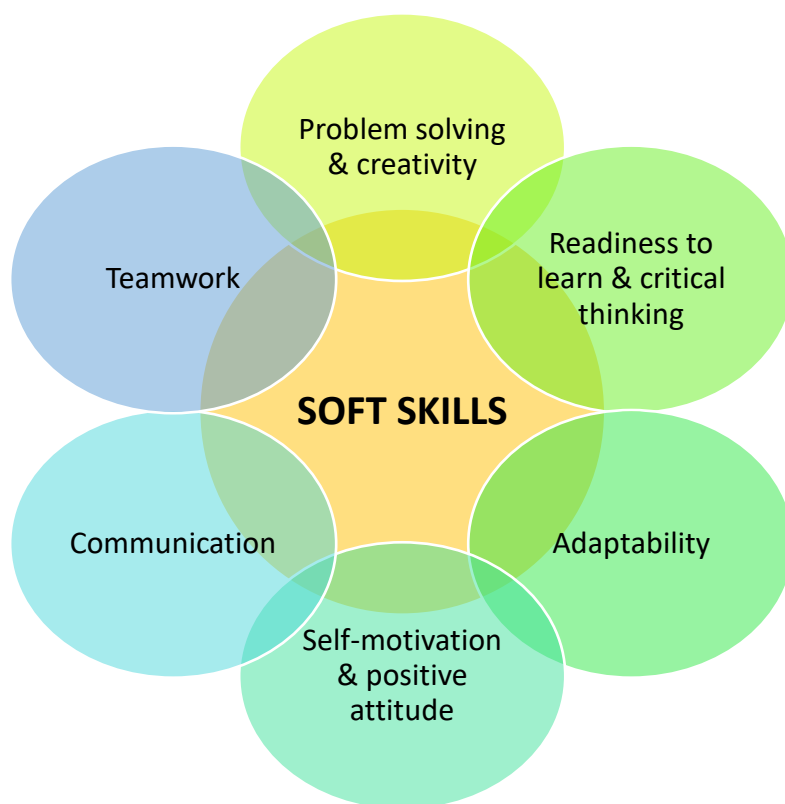 Problem solving
& creativity
Readiness to
learn & critical
thinking
Teamwork
SOFT SKILLS
Communication
Adaptability
Self-motivation
& positive
attitude